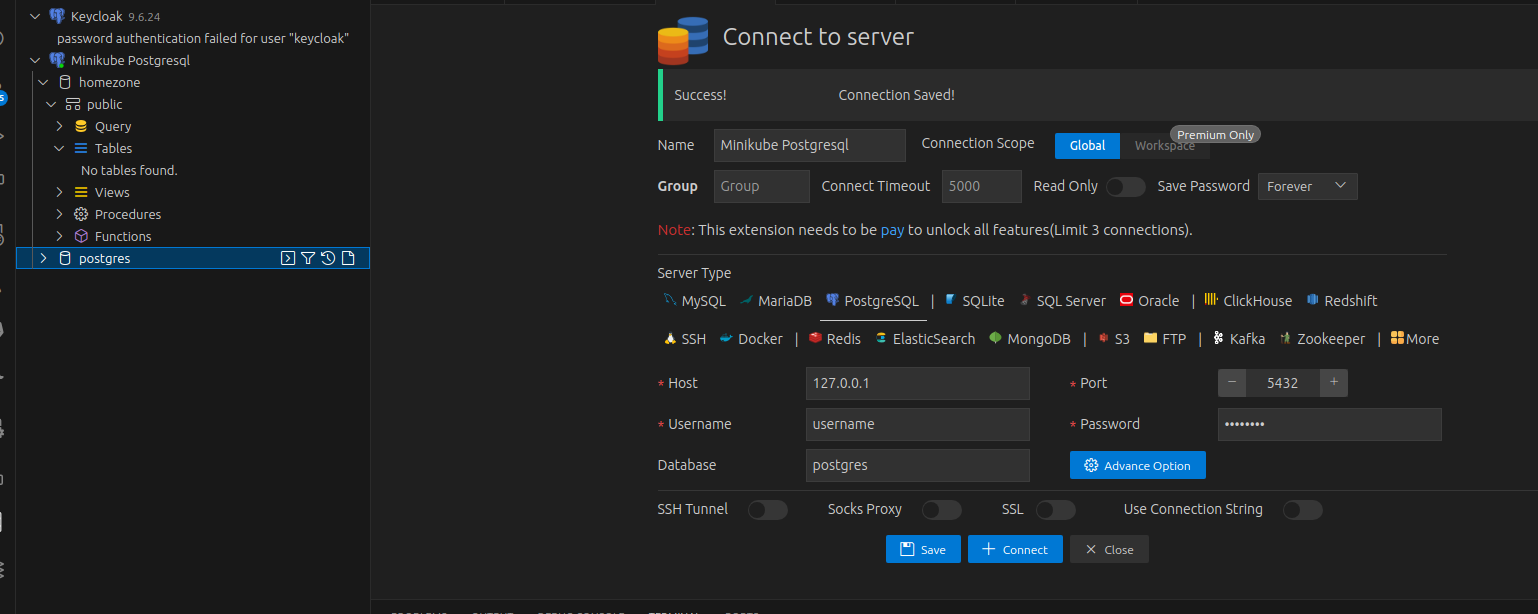 Keycloak 9.6.24
password authentication failed for user "keycloak"
Minikube Postgresql
homezone
public
Query
Tables
No tables found.
Views
Procedures
Functions
postgres
Connect to server
Success! Connection Saved!
Name Minikube Postgresql Connection Scope Global Workspace Premium Only
Group Group Connect Timeout 5000 Read Only Save Password Forever
Note: This extension needs to be pay to unlock all features(Limit 3 connections).
Server Type
MySQL MariaDB PostgreSQL | SQLite SQL Server Oracle | ClickHouse Redshift
SSH Docker | Redis ElasticSearch MongoDB | S3 FTP | Kafka Zookeeper | More
* Host 127.0.0.1 * Port − 5432 +
* Username username * Password ••••••••
Database postgres Advance Option
SSH Tunnel Socks Proxy SSL Use Connection String
Save + Connect × Close